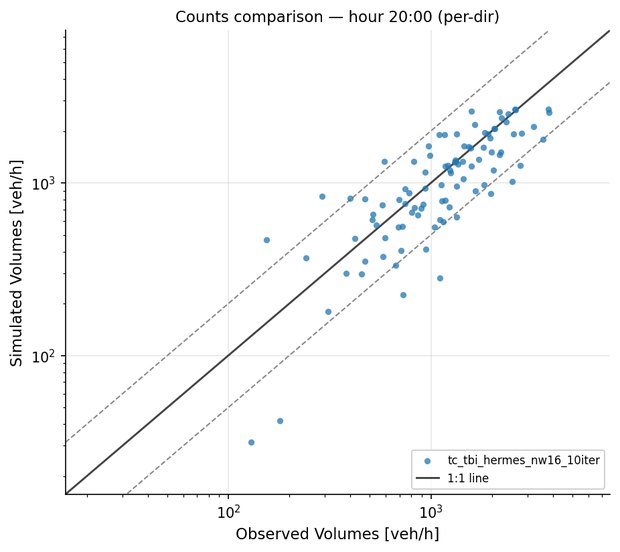 Counts comparison — hour 20:00 (per-dir)
Simulated Volumes [veh/h]
10³
10²
10²
10³
Observed Volumes [veh/h]
tc_tbi_hermes_nw16_10iter
1:1 line